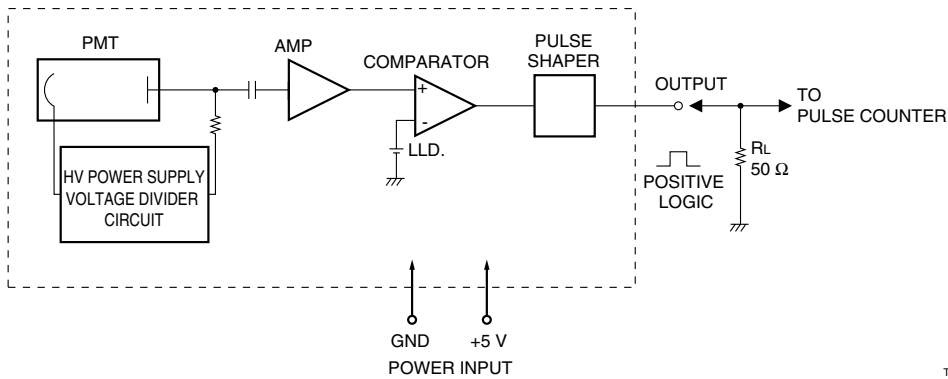 PMT
AMP
COMPARATOR
PULSE
SHAPER
OUTPUT
TO
PULSE COUNTER
+
-
LLD.
HV POWER SUPPLY
VOLTAGE DIVIDER
CIRCUIT
POSITIVE
LOGIC
RL
50 Ω
GND
+5 V
POWER INPUT